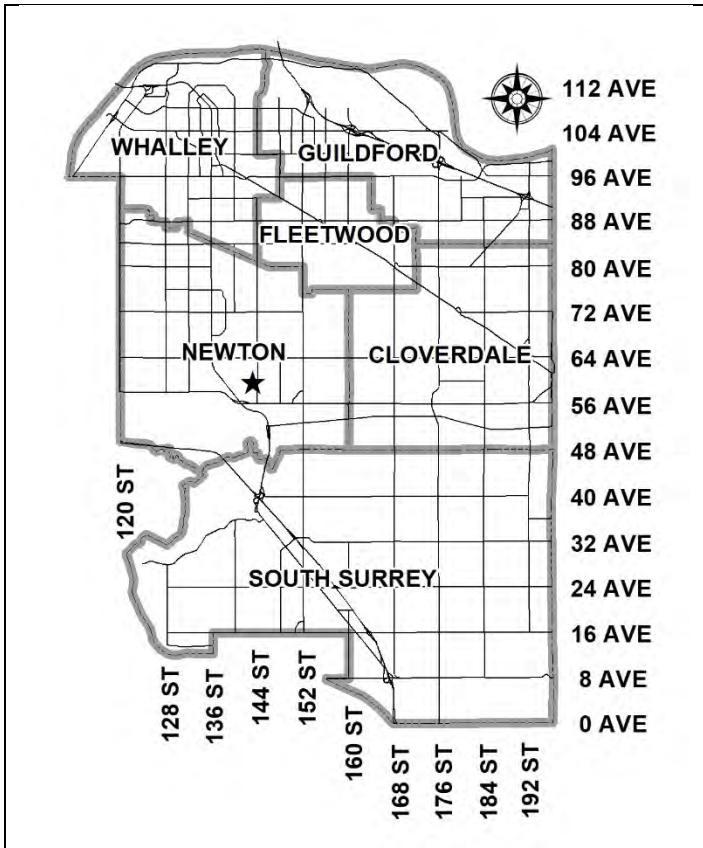 112 AVE
104 AVE
WHALLEY
GUILDFORD
96 AVE
88 AVE
FLEETWOOD
80 AVE
72 AVE
NEWTON
CLOVERDALE
64 AVE
56 AVE
48 AVE
120 ST
40 AVE
32 AVE
SOUTH SURREY
24 AVE
16 AVE
128 ST
136 ST
144 ST
152 ST
8 AVE
160 ST
0 AVE
168 ST
176 ST
184 ST
192 ST